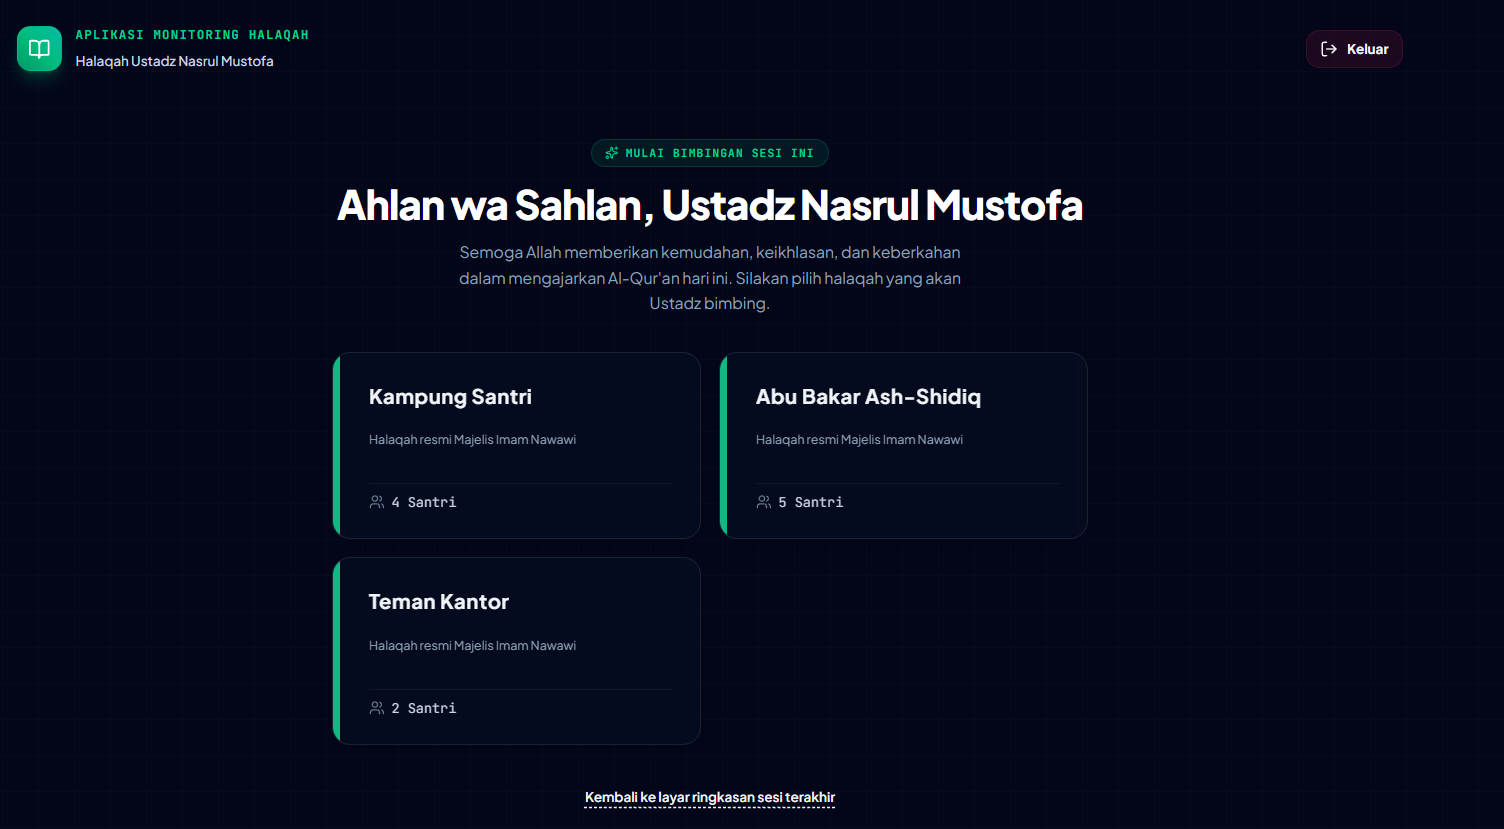 APLIKASI MONITORING HALAQAH
Halaqah Ustadz Nasrul Mustofa
Keluar
MULAI BIMBINGAN SESI INI
Ahlan wa Sahlan, Ustadz Nasrul Mustofa
Semoga Allah memberikan kemudahan, keikhlasan, dan keberkahan
dalam mengajarkan Al-Qur'an hari ini. Silakan pilih halaqah yang akan
Ustadz bimbing.
Kampung Santri
Halaqah resmi Majelis Imam Nawawi
4 Santri
Abu Bakar Ash-Shidiq
Halaqah resmi Majelis Imam Nawawi
5 Santri
Teman Kantor
Halaqah resmi Majelis Imam Nawawi
2 Santri
Kembali ke layar ringkasan sesi terakhir